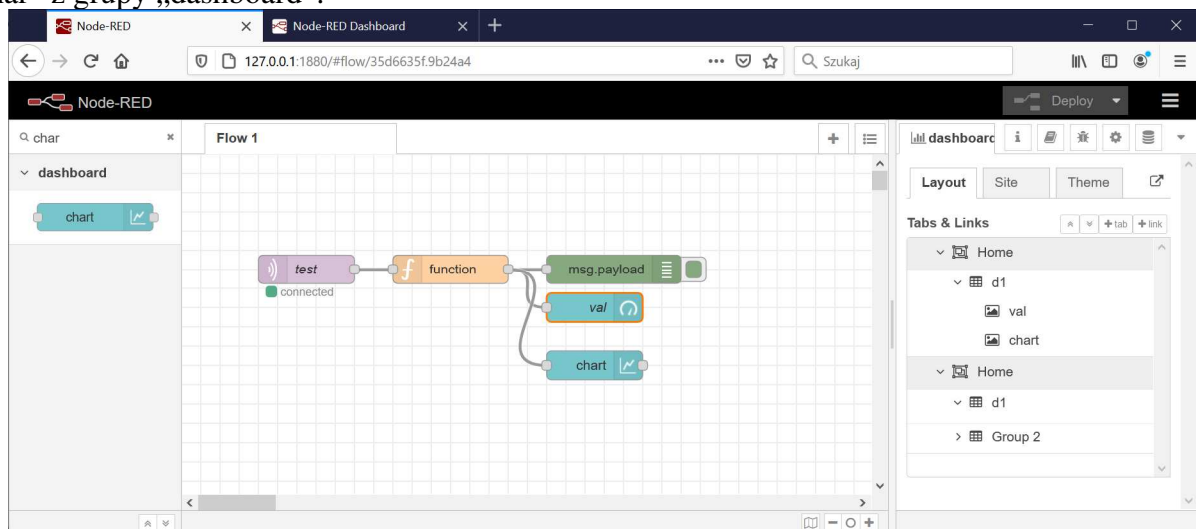 z grupy „dashboard”.
Node-RED
Node-RED Dashboard
127.0.0.1:1880/#flow/35d6635f.9b24a4
Szukaj
Node-RED
Deploy
char
Flow 1
dashboard
i
dashboard
chart
Layout
Site
Theme
Tabs & Links
tab
link
Home
d1
val
chart
Home
d1
Group 2
test
function
msg.payload
connected
val
chart